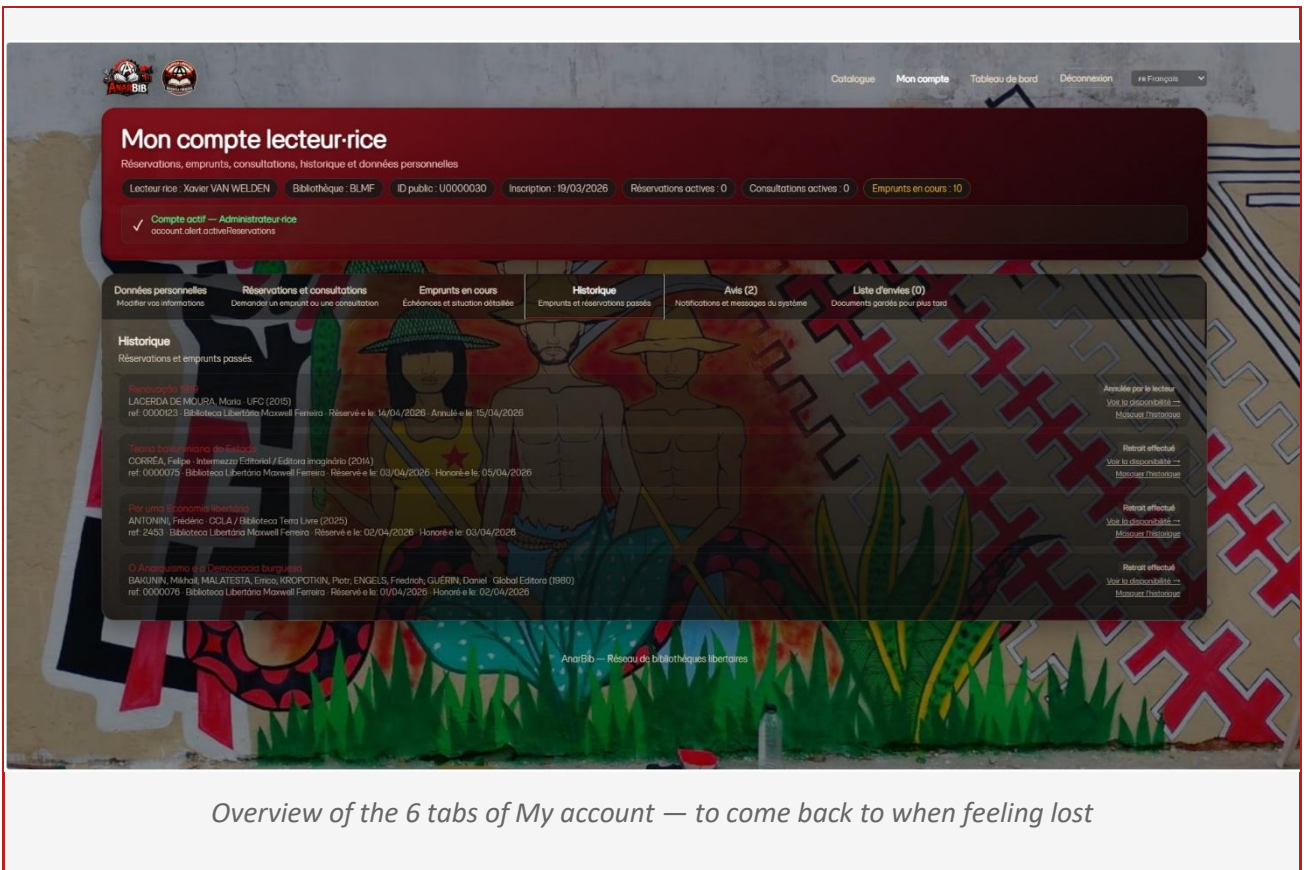 ANARBIB
Catalogue Mon compte Tableau de bord Déconnexion FR Français
Mon compte lecteur·rice
Réservations, emprunts, consultations, historique et données personnelles
Lecteur·rice : Xavier VAN WELDEN Bibliothèque : BLMF ID public : U0000030 Inscription : 19/03/2026 Réservations actives : 0 Consultations actives : 0 Emprunts en cours : 10
✓ Compte actif — Administrateur·rice
account.alert.activeReservations
Données personnelles Réservations et consultations Emprunts en cours Historique Avis (2) Liste d'envies (0)
Modifier vos informations Demander un emprunt ou une consultation Échéances et situation détaillée Emprunts et réservations passés Notifications et messages du système Documents gardés pour plus tard
Historique
Réservations et emprunts passés.
Renovação Annulée par le lecteur
LACERDA DE MOURA, Maria · UFC (2015) Voir la disponibilité →
ref: 0000123 · Biblioteca Libertária Maxwell Ferreira · Réservé·e le: 14/04/2026 · Annulé·e le: 15/04/2026 Masquer l'historique
Teoria bakuniniana do Estado Retrait effectué
CORRÊA, Felipe · Intermezzo Editorial / Editora Imaginário (2014) Voir la disponibilité →
ref: 0000075 · Biblioteca Libertária Maxwell Ferreira · Réservé·e le: 03/04/2026 · Honoré·e le: 05/04/2026 Masquer l'historique
Por uma Economia libertária Retrait effectué
ANTONINI, Frédéric · CCLA / Biblioteca Terra Livre (2025) Voir la disponibilité →
ref: 2453 · Biblioteca Libertária Maxwell Ferreira · Réservé·e le: 02/04/2026 · Honoré·e le: 03/04/2026 Masquer l'historique
O Anarquismo e a Democracia burguesa Retrait effectué
BAKUNIN, Mikhail, MALATESTA, Errico, KROPOTKIN, Piotr, ENGELS, Friedrich, GUÉRIN, Daniel · Global Editora (1980) Voir la disponibilité →
ref: 0000076 · Biblioteca Libertária Maxwell Ferreira · Réservé·e le: 01/04/2026 · Honoré·e le: 02/04/2026 Masquer l'historique
AnarBib — Réseau de bibliothèques libertaires
Overview of the 6 tabs of My account — to come back to when feeling lost